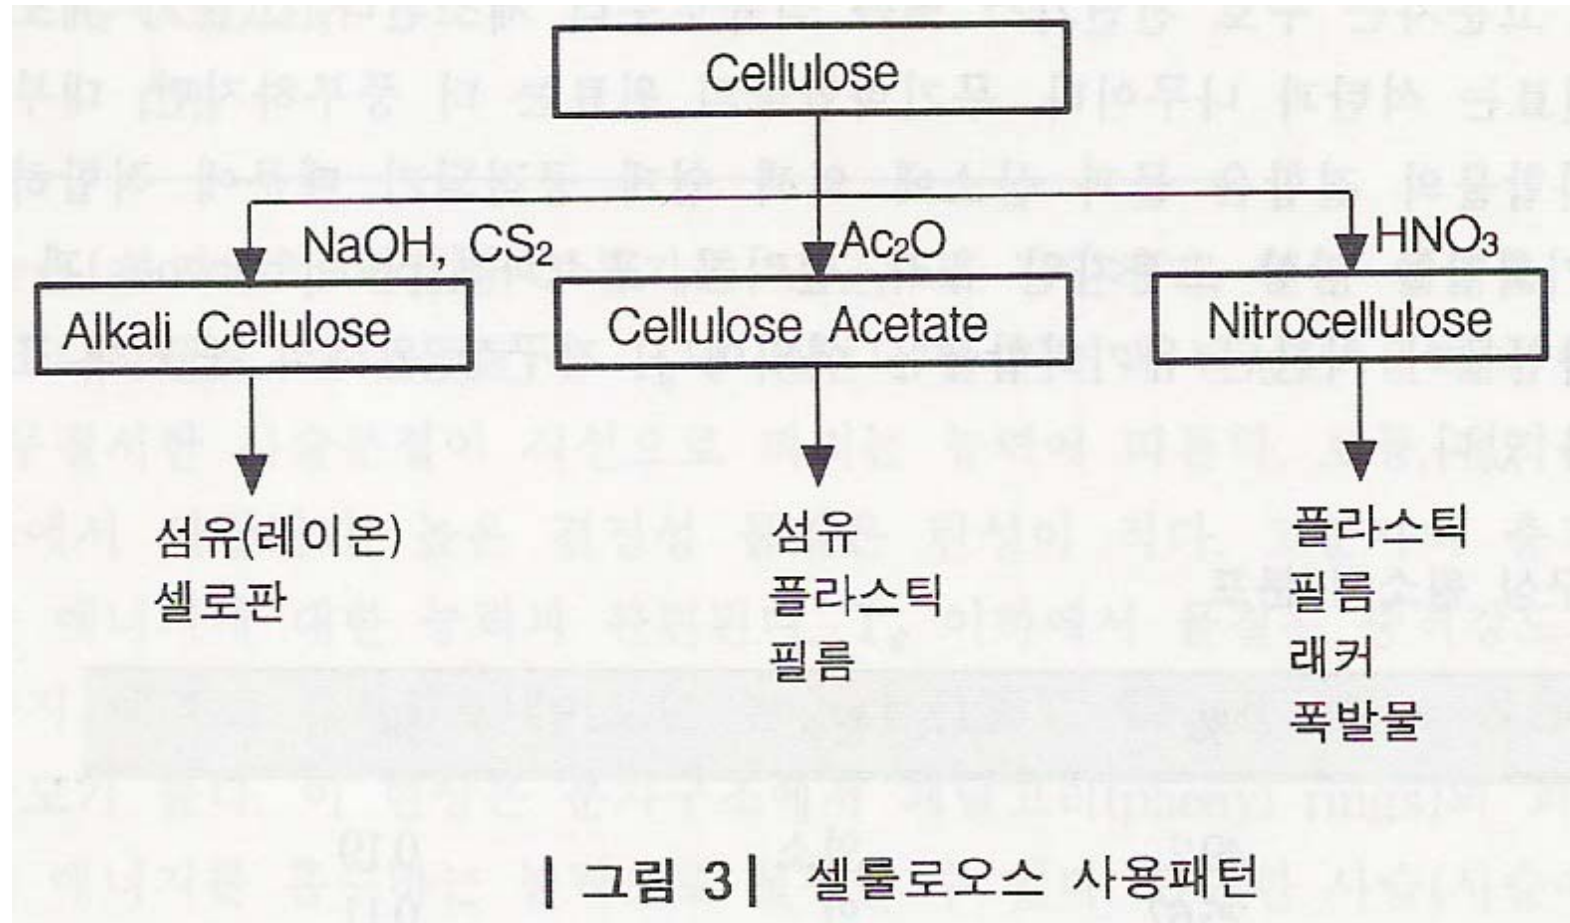 Cellulose
NaOH, CS₂
Ac₂O
HNO₃
Alkali Cellulose
Cellulose Acetate
Nitrocellulose
섬유(레이온)
셀로판
섬유
플라스틱
필름
플라스틱
필름
래커
폭발물
| 그림 3 | 셀룰로오스 사용패턴